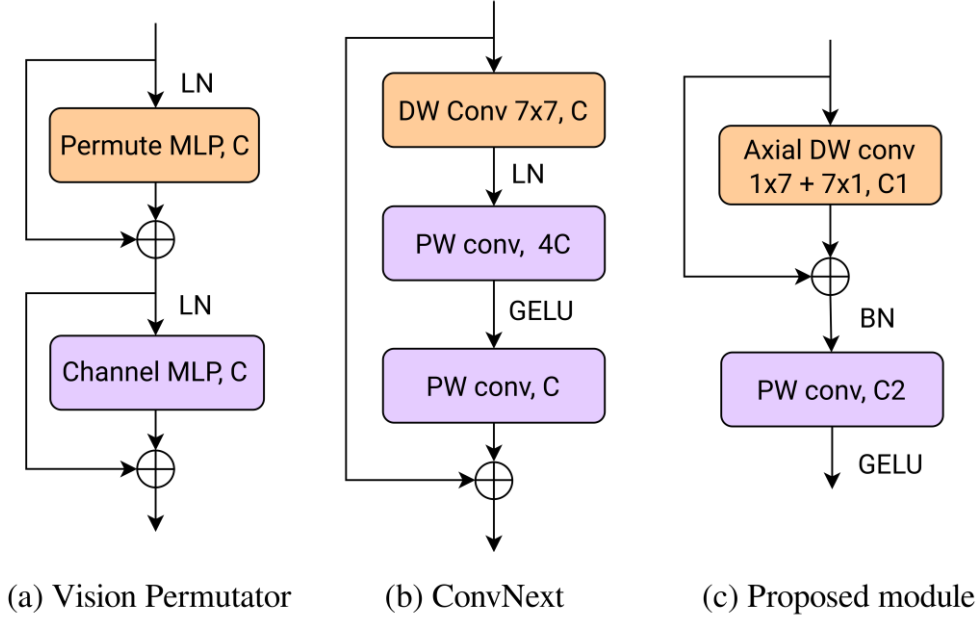 LN
Permute MLP, C
LN
Channel MLP, C
(a) Vision Permutator
DW Conv 7x7, C
LN
PW conv, 4C
GELU
PW conv, C
(b) ConvNext
Axial DW conv
1x7 + 7x1, C1
BN
PW conv, C2
GELU
(c) Proposed module